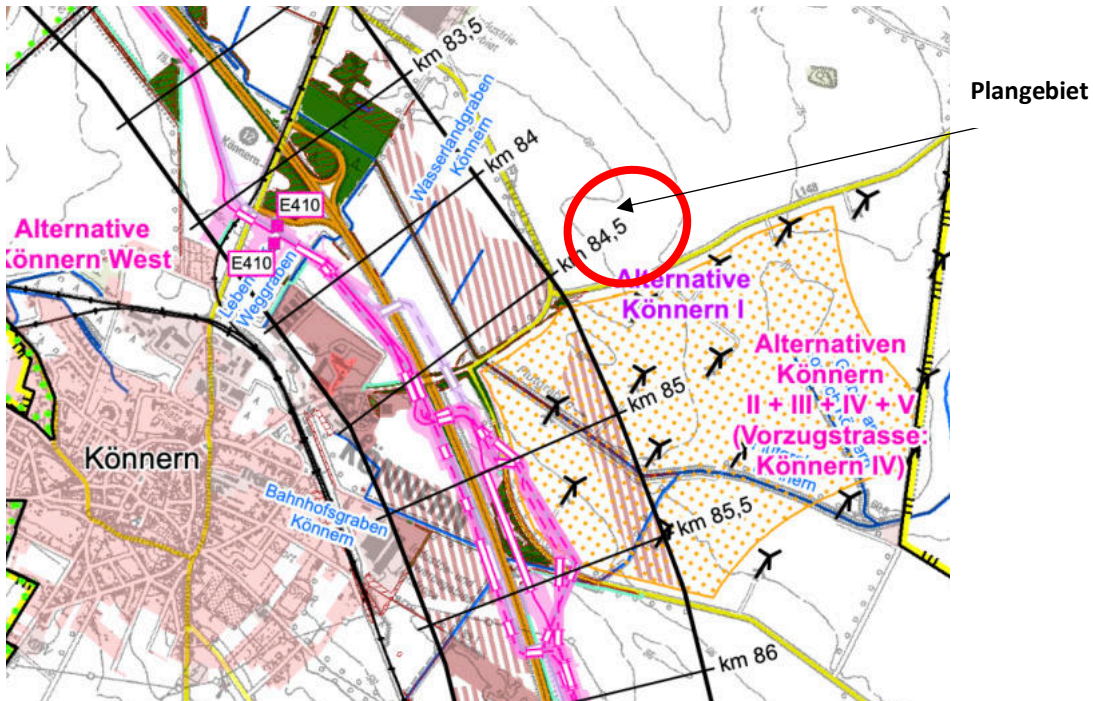 Plangebiet
km 83,5
Wasserlandgraben
Könnern
km 84
12
Könnern
E410
Alternative
Könnern West
E410
Weggraben
km 84,5
L148
Alternative
Könnern I
Alternativen
Könnern
II + III + IV + V
(Vorzugstrasse:
Könnern IV)
km 85
Könnern
Bahnhofsgraben
Könnern
km 85,5
km 86